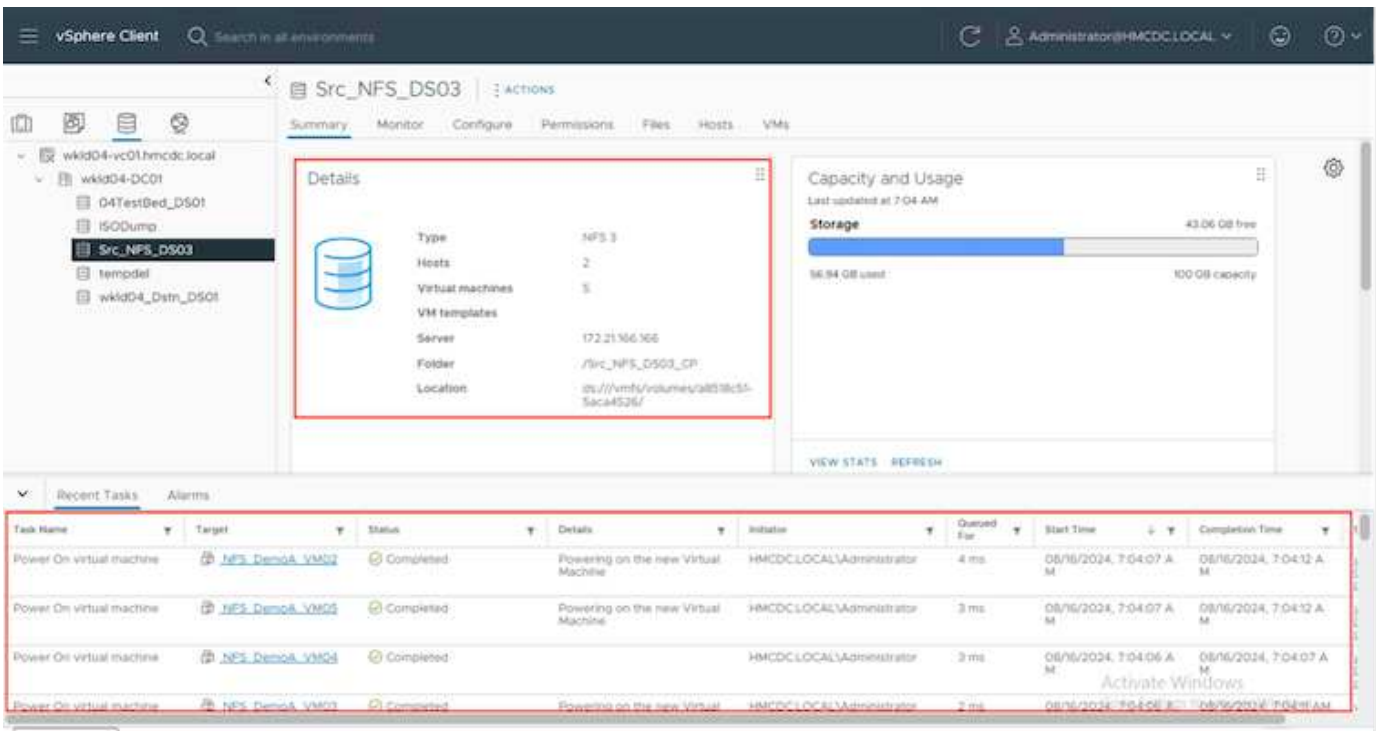 vSphere Client
Search in all environments
Administrator@HMCDC.LOCAL
Src_NFS_DS03
ACTIONS
Summary Monitor Configure Permissions Files Hosts VMs
wkld04-vc01.hmcdc.local
wkld04-DC01
04TestBed_DS01
ISODump
Src_NFS_DS03
tempdel
wkld04_Dstn_DS01
Details
Type NFS 3
Hosts 2
Virtual machines 5
VM templates
Server 172.21.166.166
Folder /Src_NFS_DS03_CP
Location ds:///vmfs/volumes/a8518c51-
5aca4526/
Capacity and Usage
Last updated at 7:04 AM
Storage 43.06 GB free
56.94 GB used 100 GB capacity
VIEW STATS REFRESH
Recent Tasks Alarms
Task Name Target Status Details Initiator Queued For Start Time Completion Time
Power On virtual machine NFS_DemoA_VM02 Completed Powering on the new Virtual Machine HMCDC.LOCAL\Administrator 4 ms 08/16/2024, 7:04:07 AM 08/16/2024, 7:04:12 AM
Power On virtual machine NFS_DemoA_VM05 Completed Powering on the new Virtual Machine HMCDC.LOCAL\Administrator 3 ms 08/16/2024, 7:04:07 AM 08/16/2024, 7:04:12 AM
Power On virtual machine NFS_DemoA_VM04 Completed HMCDC.LOCAL\Administrator 3 ms 08/16/2024, 7:04:06 AM 08/16/2024, 7:04:07 AM
Activate Windows
Power On virtual machine NFS_DemoA_VM03 Completed Powering on the new Virtual HMCDC.LOCAL\Administrator 2 ms